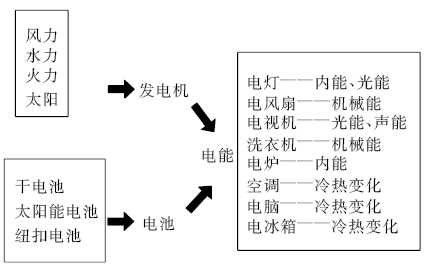 风力
水力
火力
太阳
发电机
干电池
太阳能电池
纽扣电池
电池
电能
电灯——内能、光能
电风扇——机械能
电视机——光能、声能
洗衣机——机械能
电炉——内能
空调——冷热变化
电脑——冷热变化
电冰箱——冷热变化